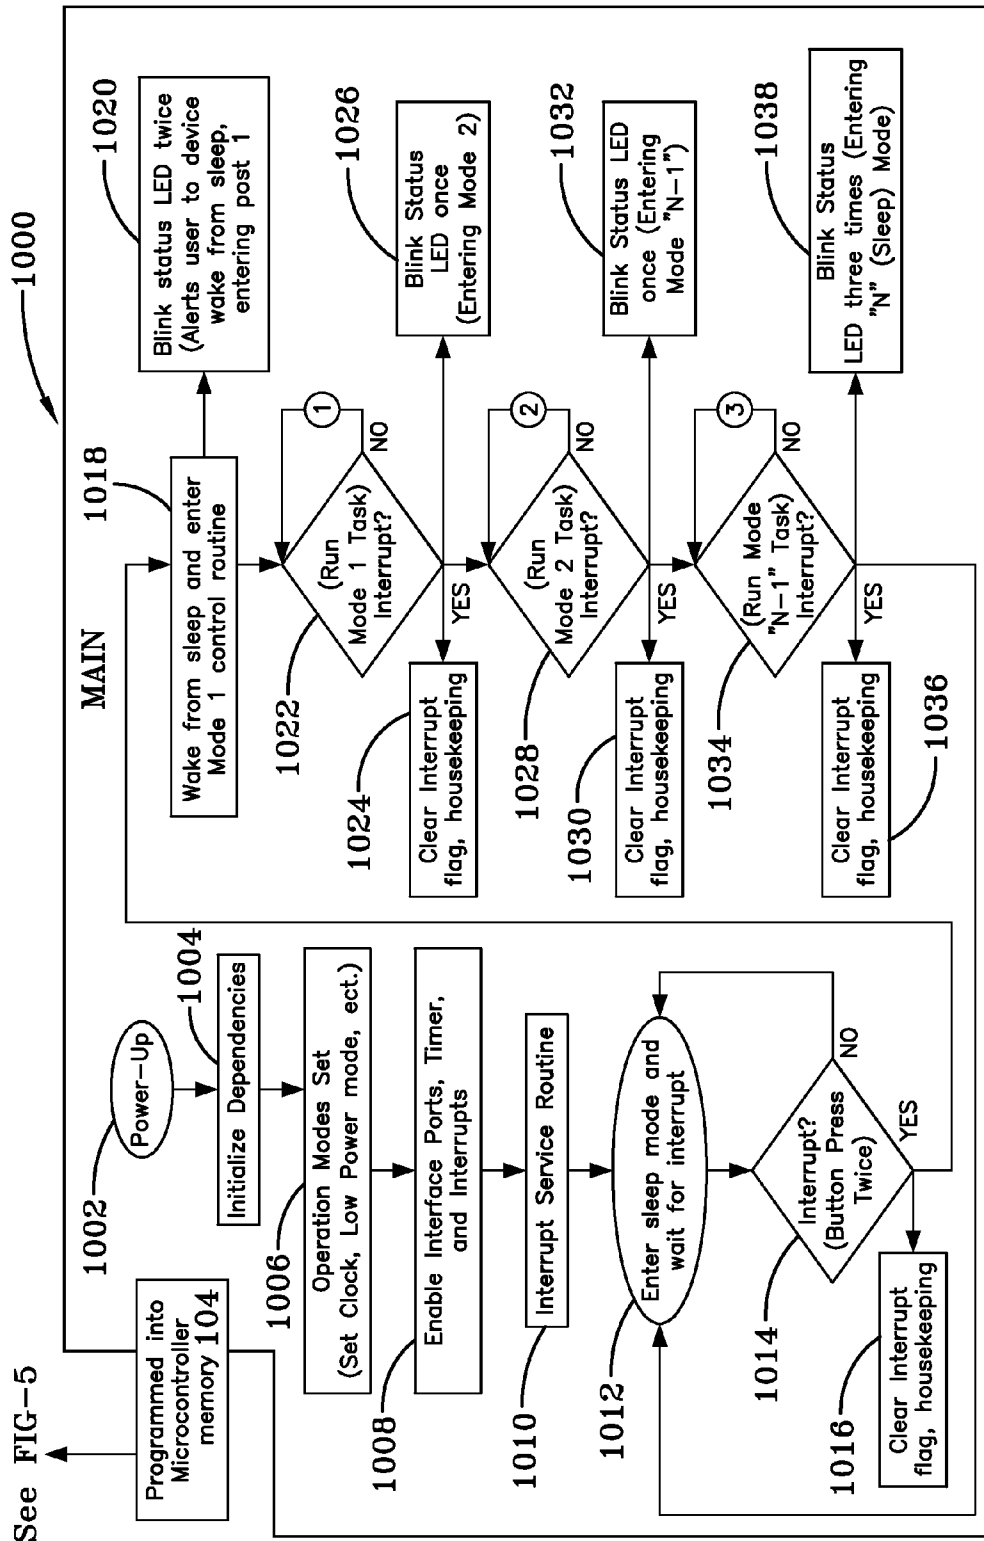 See FIG-5
Programmed into
Microcontroller
memory 104
1000
1002
Power-Up
1004
Initialize Dependencies
1006
Operation Modes Set
(Set Clock, Low Power mode, ect.)
1008
Enable Interface Ports, Timer,
and Interrupts
1010
Interrupt Service Routine
1012
Enter sleep mode and
wait for interrupt
1014
Interrupt?
(Button Press
Twice)
NO
YES
1016
Clear Interrupt
flag, housekeeping
MAIN
1018
Wake from sleep and enter
Mode 1 control routine
1020
Blink status LED twice
(Alerts user to device
wake from sleep,
entering post 1
1022
(Run
Mode 1 Task)
Interrupt?
1
NO
YES
1024
Clear Interrupt
flag, housekeeping
1026
Blink Status
LED once
(Entering Mode 2)
1028
(Run
Mode 2 Task)
Interrupt?
2
NO
YES
1030
Clear Interrupt
flag, housekeeping
1032
Blink Status LED
once (Entering
Mode "N-1")
1034
(Run Mode
"N-1" Task)
Interrupt?
3
NO
YES
1036
Clear Interrupt
flag, housekeeping
1038
Blink Status
LED three times (Entering
"N" (Sleep) Mode)